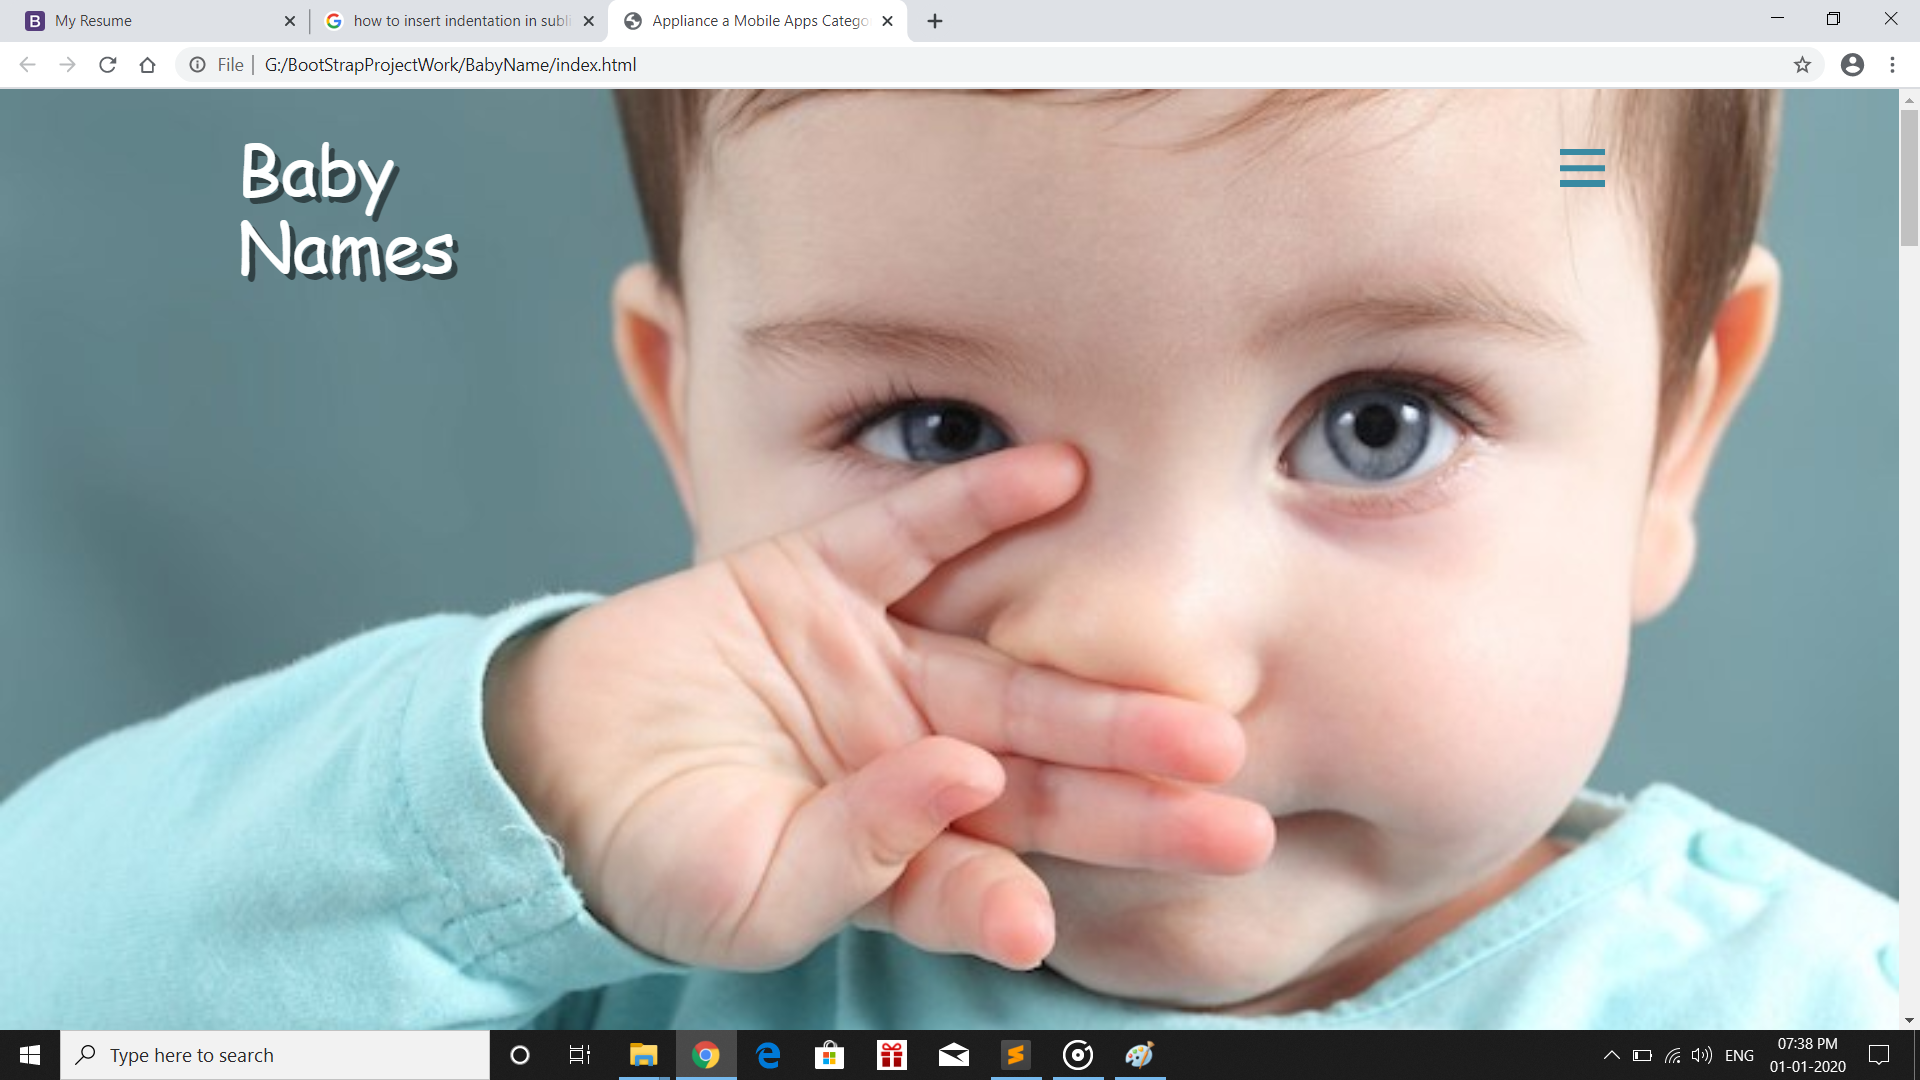 My Resume
how to insert indentation in subli
Appliance a Mobile Apps Catego
File
G:/BootStrapProjectWork/BabyName/index.html
Baby
Names
Type here to search
ENG
07:38 PM
01-01-2020